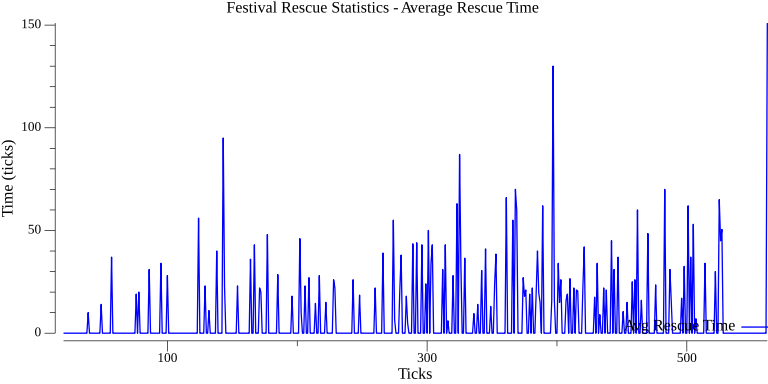 Festival Rescue Statistics - Average Rescue Time
150
100
50
0
Time (ticks)
Avg Rescue Time
100
300
500
Ticks